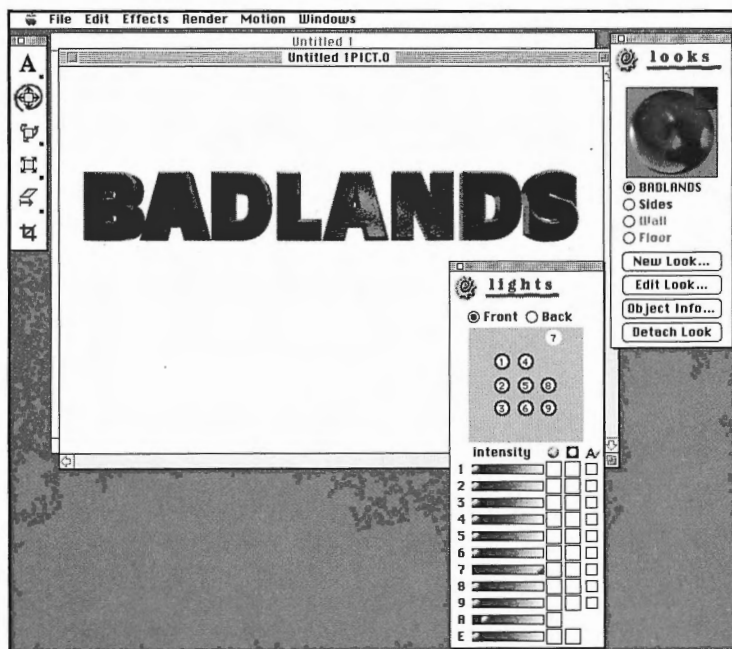 File Edit Effects Render Motion Windows
Untitled 1
Untitled 1PICT.0
A
BADLANDS
looks
BADLANDS
Sides
Wall
Floor
New Look...
Edit Look...
Object Info...
Detach Look
lights
Front Back
7
1 4
2 5 8
3 6 9
intensity A
1
2
3
4
5
6
7
8
9
A
E